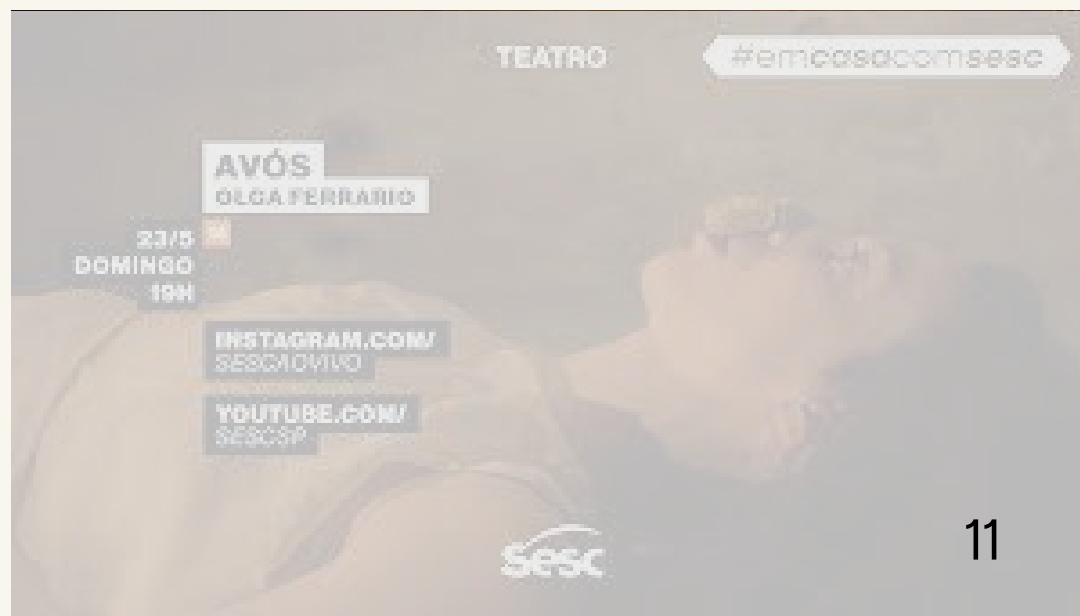 TEATRO
#emcasacomsesc
AVÓS
OLGA FERRARIO
23/5
DOMINGO
19H
INSTAGRAM.COM/
SESCAOVIVO
YOUTUBE.COM/
SESCSP
Sesc
11